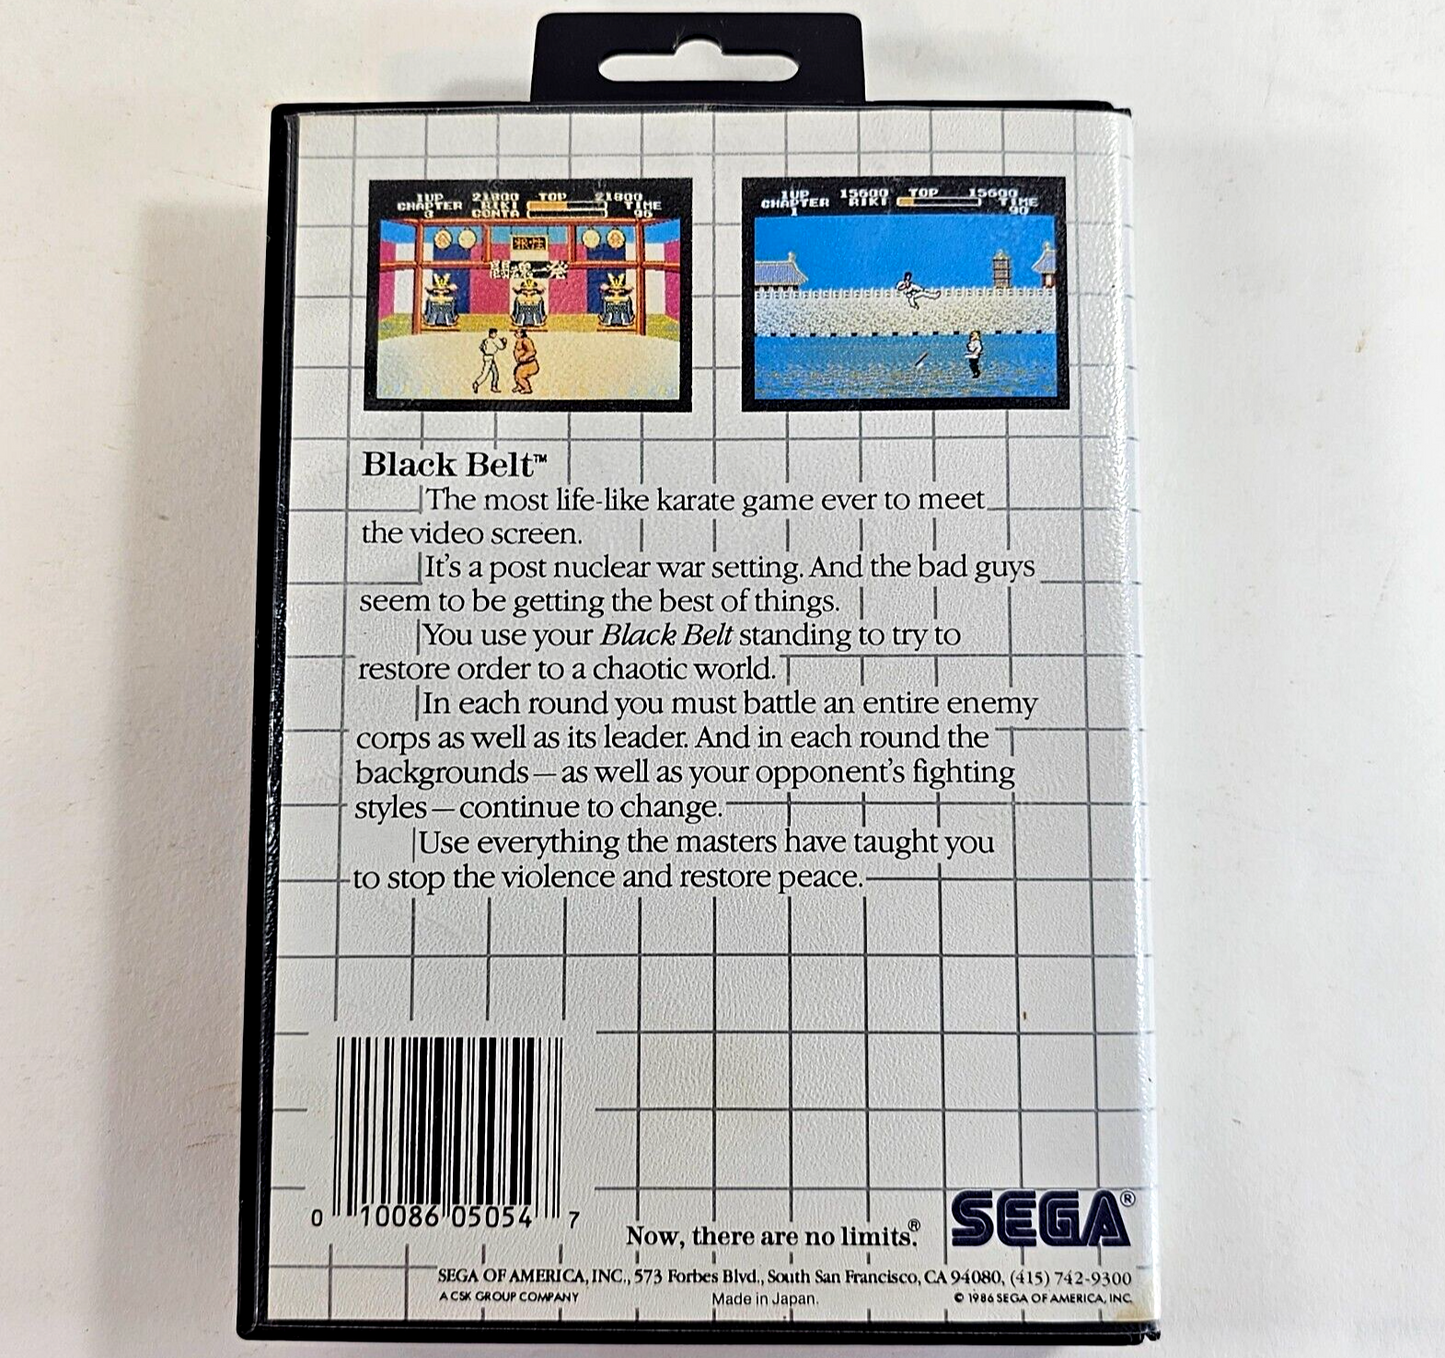 1UP 21800 TOP 21800
CHAPTER RIKI TIME
3 GONTA 96
1UP 15600 TOP 15600
CHAPTER RIKI TIME
1 90
Black Belt™
The most life-like karate game ever to meet
the video screen.
It's a post nuclear war setting. And the bad guys
seem to be getting the best of things.
You use your Black Belt standing to try to
restore order to a chaotic world.
In each round you must battle an entire enemy
corps as well as its leader. And in each round the
backgrounds—as well as your opponent's fighting
styles—continue to change.
Use everything the masters have taught you
to stop the violence and restore peace.
0 10086 05054 7
Now, there are no limits.®
SEGA®
SEGA OF AMERICA, INC., 573 Forbes Blvd., South San Francisco, CA 94080, (415) 742-9300
A CSK GROUP COMPANY Made in Japan. © 1986 SEGA OF AMERICA, INC.